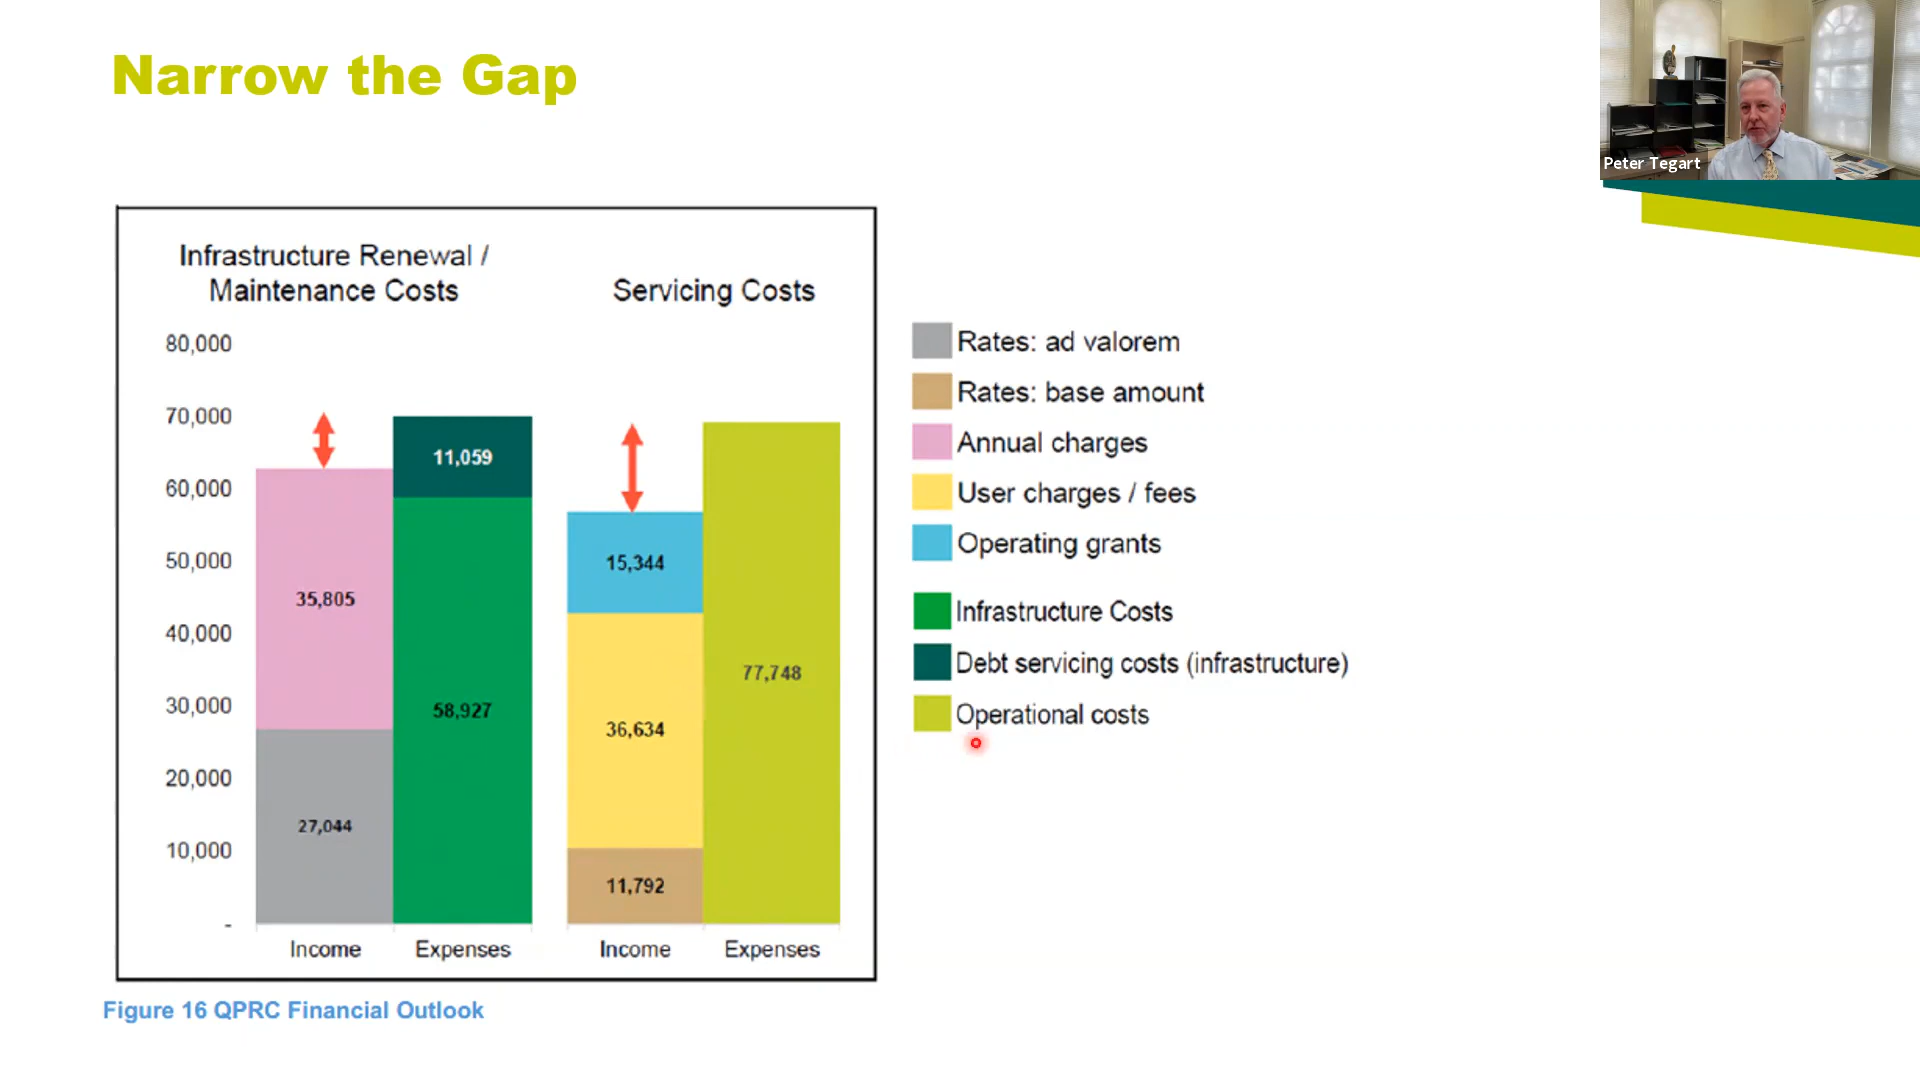 Narrow the Gap
Peter Tegart
Infrastructure Renewal /
Maintenance Costs
Servicing Costs
80,000
70,000
60,000
50,000
40,000
30,000
20,000
10,000
-
35,805
27,044
11,059
58,927
15,344
36,634
11,792
77,748
Income
Expenses
Income
Expenses
Rates: ad valorem
Rates: base amount
Annual charges
User charges / fees
Operating grants
Infrastructure Costs
Debt servicing costs (infrastructure)
Operational costs
Figure 16 QPRC Financial Outlook